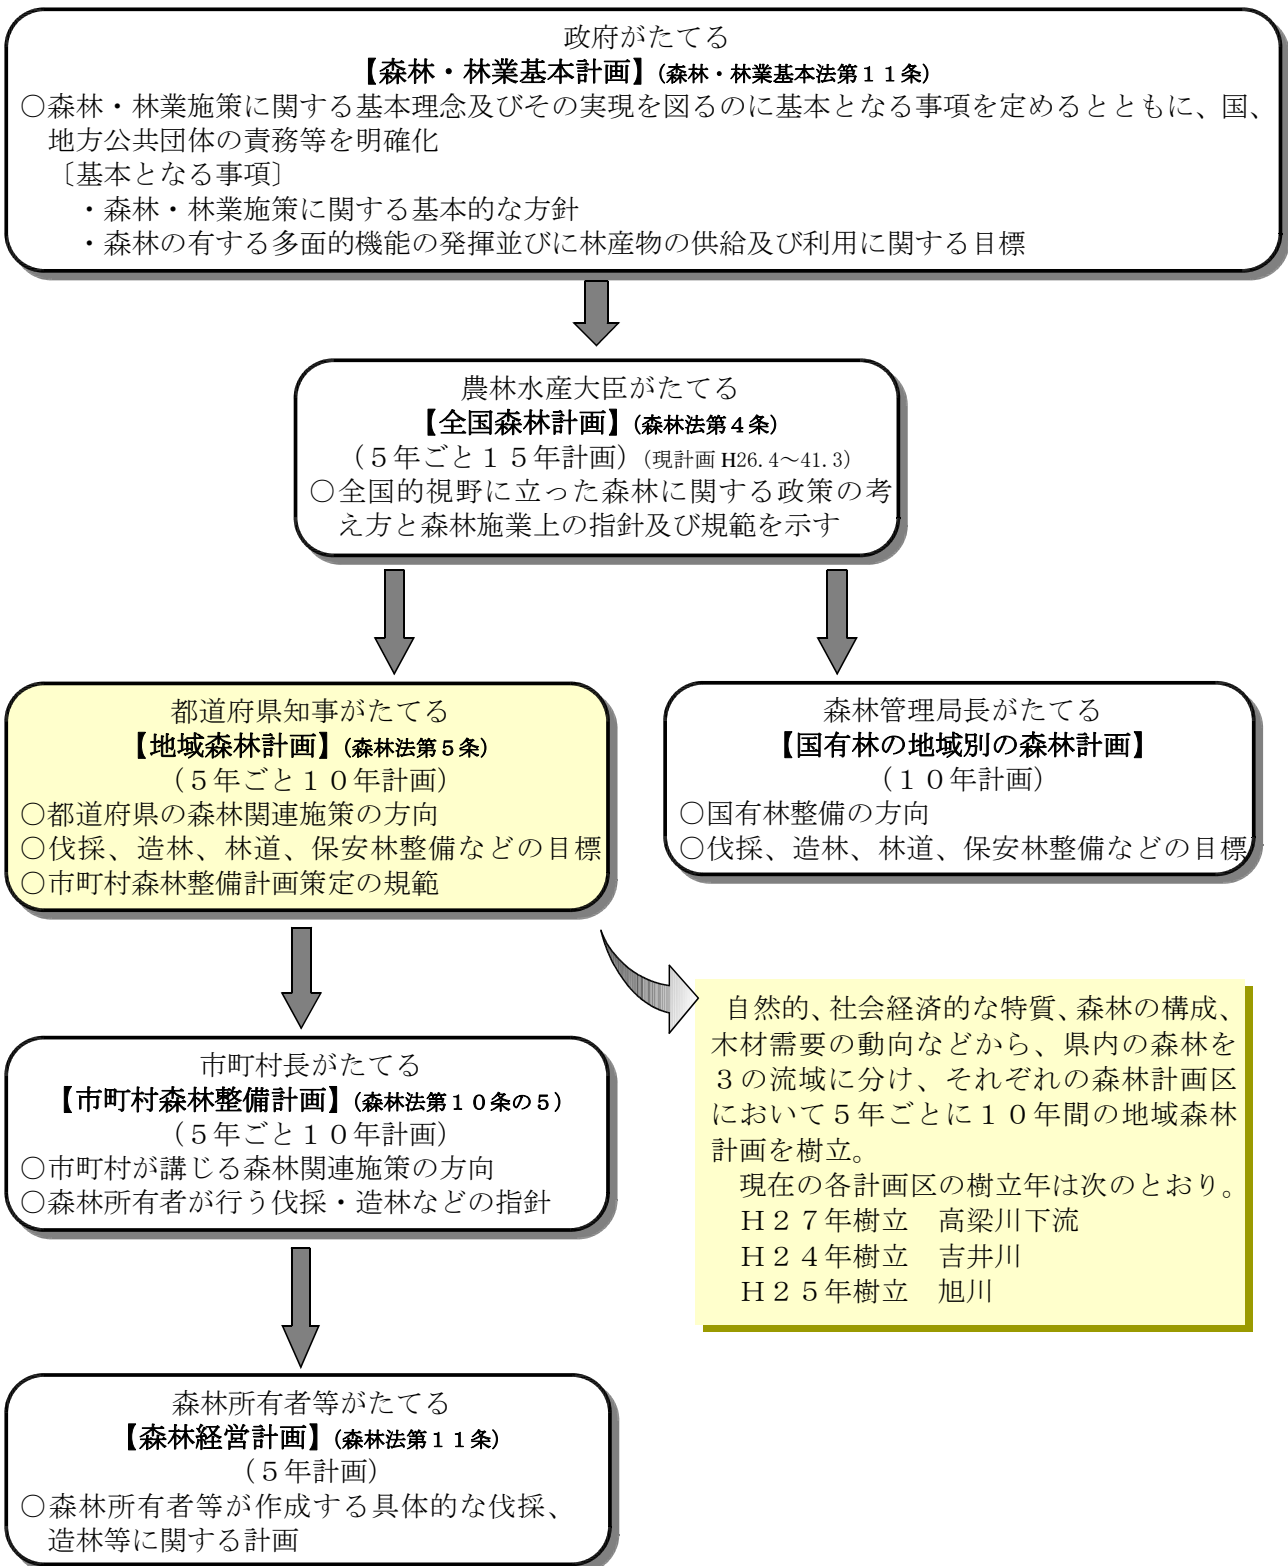 政府がたてる
【森林・林業基本計画】(森林・林業基本法第11条)
○森林・林業施策に関する基本理念及びその実現を図るのに基本となる事項を定めるとともに、国、
地方公共団体の責務等を明確化
〔基本となる事項〕
・森林・林業施策に関する基本的な方針
・森林の有する多面的機能の発揮並びに林産物の供給及び利用に関する目標
農林水産大臣がたてる
【全国森林計画】(森林法第4条)
(5年ごと15年計画)(現計画 H26.4~41.3)
○全国的視野に立った森林に関する政策の考
え方と森林施業上の指針及び規範を示す
都道府県知事がたてる
【地域森林計画】(森林法第5条)
(5年ごと10年計画)
○都道府県の森林関連施策の方向
○伐採、造林、林道、保安林整備などの目標
○市町村森林整備計画策定の規範
森林管理局長がたてる
【国有林の地域別の森林計画】
(10年計画)
○国有林整備の方向
○伐採、造林、林道、保安林整備などの目標
自然的、社会経済的な特質、森林の構成、
木材需要の動向などから、県内の森林を
3の流域に分け、それぞれの森林計画区
において5年ごとに10年間の地域森林
計画を樹立。
現在の各計画区の樹立年は次のとおり。
H27年樹立 高梁川下流
H24年樹立 吉井川
H25年樹立 旭川
市町村長がたてる
【市町村森林整備計画】(森林法第10条の5)
(5年ごと10年計画)
○市町村が講じる森林関連施策の方向
○森林所有者が行う伐採・造林などの指針
森林所有者等がたてる
【森林経営計画】(森林法第11条)
(5年計画)
○森林所有者等が作成する具体的な伐採、
造林等に関する計画